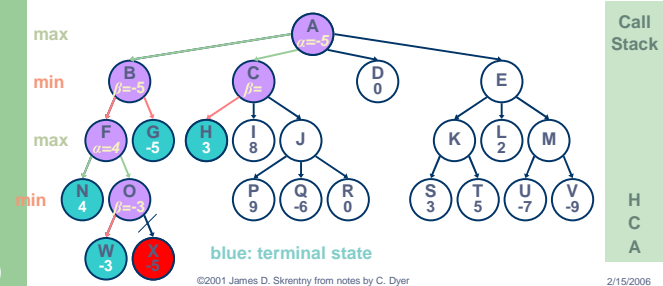 max
A
α=-5
Call
Stack
min
B
β=-5
C
β=
D
0
E
max
F
α=4
G
-5
H
3
I
8
J
K
L
2
M
min
N
4
O
β=-3
P
9
Q
-6
R
0
S
3
T
5
U
-7
V
-9
H
C
A
W
-3
X
-5
blue: terminal state
©2001 James D. Skrentny from notes by C. Dyer
2/15/2006